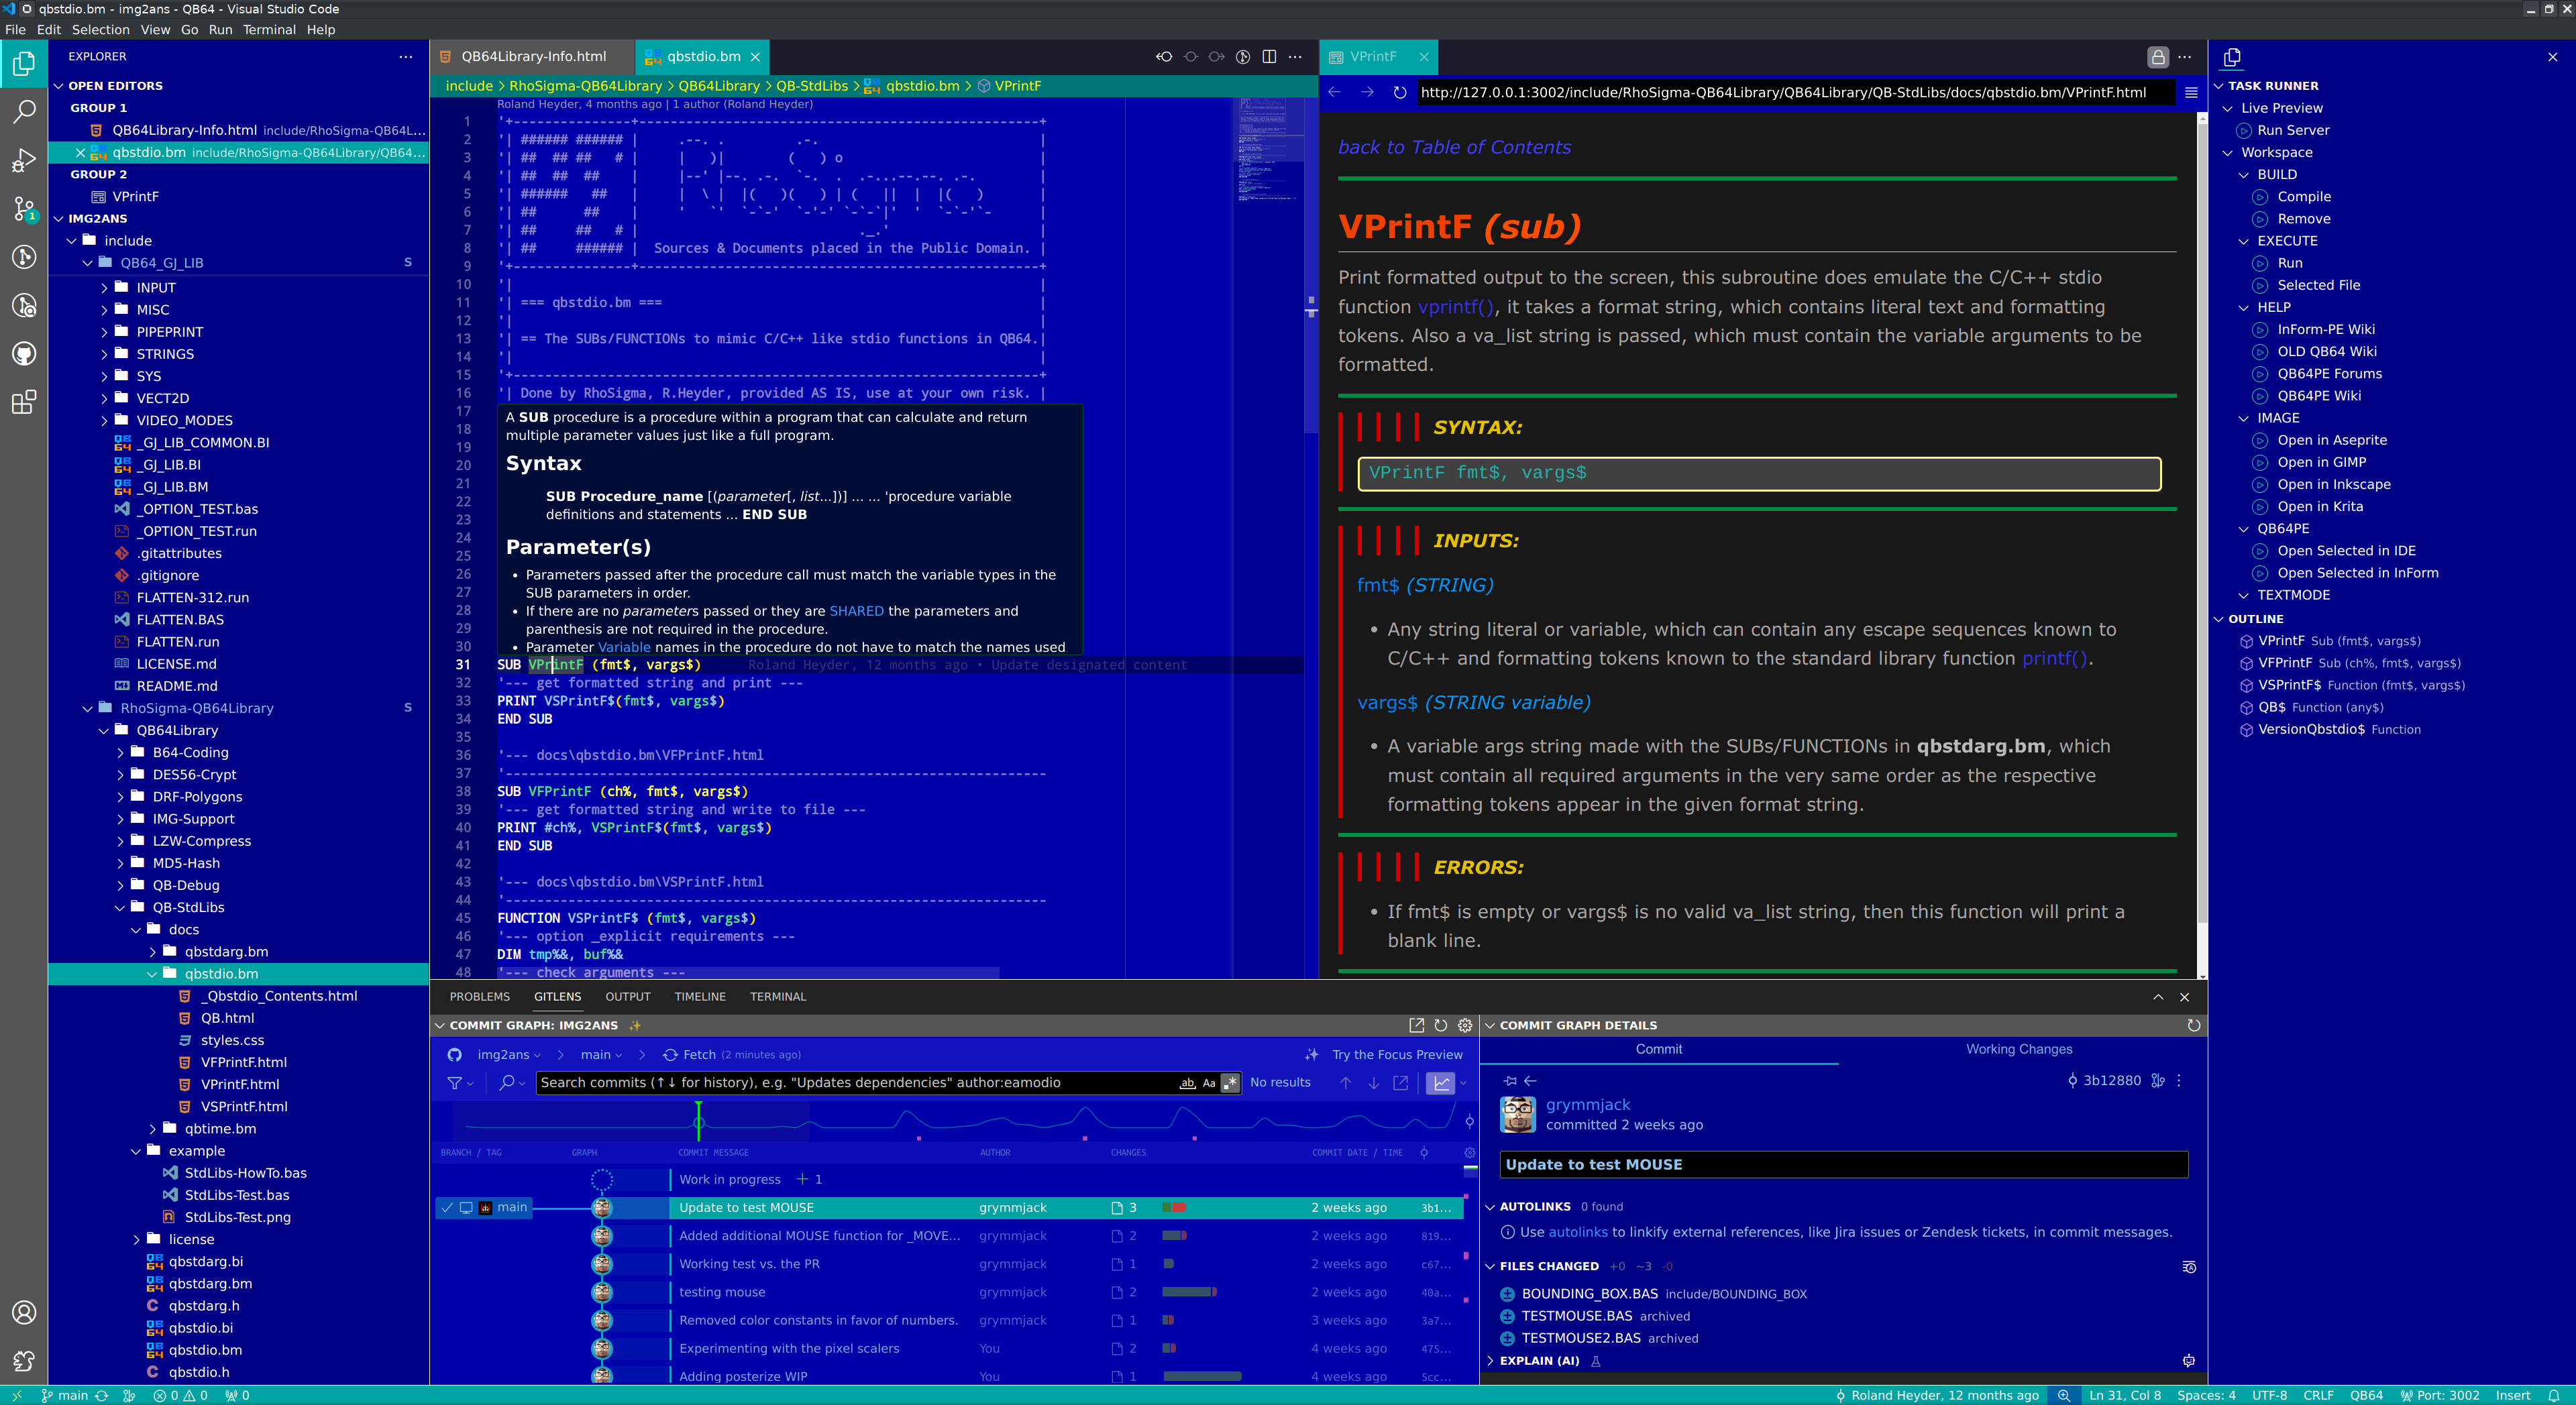 qbstdio.bm - img2ans - QB64 - Visual Studio Code
File Edit Selection View Go Run Terminal Help
EXPLORER
OPEN EDITORS
GROUP 1
QB64Library-Info.html include/RhoSigma-QB64L...
qbstdio.bm include/RhoSigma-QB64Library/QB64...
GROUP 2
VPrintF
IMG2ANS
include
QB64_GJ_LIB S
INPUT
MISC
PIPEPRINT
STRINGS
SYS
VECT2D
VIDEO_MODES
_GJ_LIB_COMMON.BI
_GJ_LIB.BI
_GJ_LIB.BM
_OPTION_TEST.bas
_OPTION_TEST.run
.gitattributes
.gitignore
FLATTEN-312.run
FLATTEN.BAS
FLATTEN.run
LICENSE.md
README.md
RhoSigma-QB64Library S
QB64Library
B64-Coding
DES56-Crypt
DRF-Polygons
IMG-Support
LZW-Compress
MD5-Hash
QB-Debug
QB-StdLibs
docs
qbstdarg.bm
qbstdio.bm
_Qbstdio_Contents.html
QB.html
styles.css
VFPrintF.html
VPrintF.html
VSPrintF.html
qbtime.bm
example
StdLibs-HowTo.bas
StdLibs-Test.bas
StdLibs-Test.png
license
qbstdarg.bi
qbstdarg.bm
qbstdarg.h
qbstdio.bi
qbstdio.bm
qbstdio.h
QB64Library-Info.html
qbstdio.bm
include > RhoSigma-QB64Library > QB64Library > QB-StdLibs > qbstdio.bm > VPrintF
Roland Heyder, 4 months ago | 1 author (Roland Heyder)
1 '+---------------+---------------------------------------------------+
2 '| ###### ###### | .--. . .-. |
3 '| ## ## ## # | | )| ( ) o |
4 '| ## ## ## | |--' |--. .-. `-. . .-...--.--. .-. |
5 '| ###### ## | | \ | |( )( ) | ( || | |( ) |
6 '| ## ## | ' `' `-`-' `-'-' `-`-`|' ' `-`-'`- |
7 '| ## ## # | ._.' |
8 '| ## ###### | Sources & Documents placed in the Public Domain. |
9 '+---------------+---------------------------------------------------+
10 '| |
11 '| === qbstdio.bm === |
12 '| |
13 '| == The SUBs/FUNCTIONs to mimic C/C++ like stdio functions in QB64.|
14 '| |
15 '+-------------------------------------------------------------------+
16 '| Done by RhoSigma, R.Heyder, provided AS IS, use at your own risk. |
17
18
19
20
21
22
23
24
25
26
27
28
29
30
A SUB procedure is a procedure within a program that can calculate and return
multiple parameter values just like a full program.
Syntax
SUB Procedure_name [(parameter[, list...])] ... ... 'procedure variable
definitions and statements ... END SUB
Parameter(s)
• Parameters passed after the procedure call must match the variable types in the
SUB parameters in order.
• If there are no parameters passed or they are SHARED the parameters and
parenthesis are not required in the procedure.
• Parameter Variable names in the procedure do not have to match the names used
31 SUB VPrintF (fmt$, vargs$) Roland Heyder, 12 months ago • Update designated content
32 '--- get formatted string and print ---
33 PRINT VSPrintF$(fmt$, vargs$)
34 END SUB
35
36 '--- docs\qbstdio.bm\VFPrintF.html
37 '---------------------------------------------------------------------
38 SUB VFPrintF (ch%, fmt$, vargs$)
39 '--- get formatted string and write to file ---
40 PRINT #ch%, VSPrintF$(fmt$, vargs$)
41 END SUB
42
43 '--- docs\qbstdio.bm\VSPrintF.html
44 '---------------------------------------------------------------------
45 FUNCTION VSPrintF$ (fmt$, vargs$)
46 '--- option _explicit requirements ---
47 DIM tmp%&, buf%&
48 '--- check arguments ---
VPrintF
http://127.0.0.1:3002/include/RhoSigma-QB64Library/QB64Library/QB-StdLibs/docs/qbstdio.bm/VPrintF.html
back to Table of Contents
VPrintF (sub)
Print formatted output to the screen, this subroutine does emulate the C/C++ stdio
function vprintf(), it takes a format string, which contains literal text and formatting
tokens. Also a va_list string is passed, which must contain the variable arguments to be
formatted.
SYNTAX:
VPrintF fmt$, vargs$
INPUTS:
fmt$ (STRING)
• Any string literal or variable, which can contain any escape sequences known to
C/C++ and formatting tokens known to the standard library function printf().
vargs$ (STRING variable)
• A variable args string made with the SUBs/FUNCTIONs in qbstdarg.bm, which
must contain all required arguments in the very same order as the respective
formatting tokens appear in the given format string.
ERRORS:
• If fmt$ is empty or vargs$ is no valid va_list string, then this function will print a
blank line.
TASK RUNNER
Live Preview
Run Server
Workspace
BUILD
Compile
Remove
EXECUTE
Run
Selected File
HELP
InForm-PE Wiki
OLD QB64 Wiki
QB64PE Forums
QB64PE Wiki
IMAGE
Open in Aseprite
Open in GIMP
Open in Inkscape
Open in Krita
QB64PE
Open Selected in IDE
Open Selected in InForm
TEXTMODE
OUTLINE
VPrintF Sub (fmt$, vargs$)
VFPrintF Sub (ch%, fmt$, vargs$)
VSPrintF$ Function (fmt$, vargs$)
QB$ Function (any$)
VersionQbstdio$ Function
PROBLEMS GITLENS OUTPUT TIMELINE TERMINAL
COMMIT GRAPH: IMG2ANS
img2ans > main > Fetch (2 minutes ago) Try the Focus Preview
Search commits (↑↓ for history), e.g. "Updates dependencies" author:eamodio ab Aa .* No results
BRANCH / TAG GRAPH COMMIT MESSAGE AUTHOR CHANGES COMMIT DATE / TIME
Work in progress + 1
main Update to test MOUSE grymmjack 3 2 weeks ago 3b1...
Added additional MOUSE function for _MOVE... grymmjack 2 2 weeks ago 819...
Working test vs. the PR grymmjack 1 2 weeks ago c67...
testing mouse grymmjack 2 2 weeks ago 40a...
Removed color constants in favor of numbers. grymmjack 1 3 weeks ago 3a7...
Experimenting with the pixel scalers You 2 4 weeks ago 475...
Adding posterize WIP You 1 4 weeks ago 5cc...
COMMIT GRAPH DETAILS
Commit Working Changes
3b12880
grymmjack
committed 2 weeks ago
Update to test MOUSE
AUTOLINKS 0 found
Use autolinks to linkify external references, like Jira issues or Zendesk tickets, in commit messages.
FILES CHANGED +0 ~3 -0
BOUNDING_BOX.BAS include/BOUNDING_BOX
TESTMOUSE.BAS archived
TESTMOUSE2.BAS archived
EXPLAIN (AI)
main 0 0 0 Roland Heyder, 12 months ago Ln 31, Col 8 Spaces: 4 UTF-8 CRLF QB64 Port: 3002 Insert